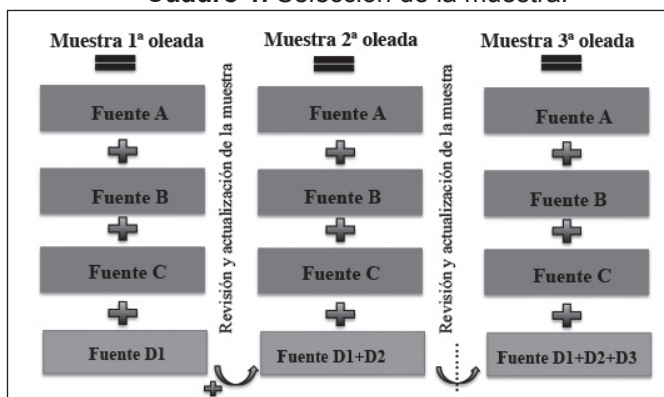 Cuadro 1. Selección de la muestra.
Muestra 1ª oleada
Fuente A
Fuente B
Fuente C
Fuente D1
Revisión y actualización de la muestra
Muestra 2ª oleada
Fuente A
Fuente B
Fuente C
Fuente D1+D2
Revisión y actualización de la muestra
Muestra 3ª oleada
Fuente A
Fuente B
Fuente C
Fuente D1+D2+D3